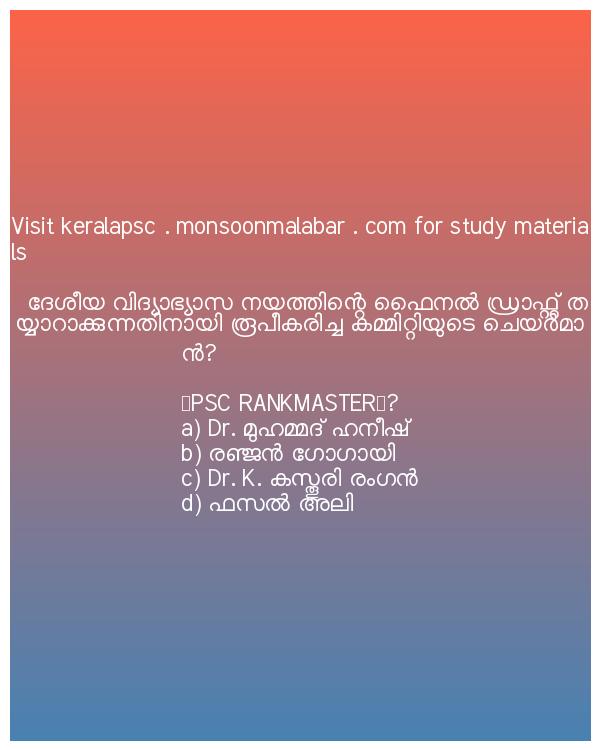 Visit keralapsc . monsoonmalabar . com for study materia
ls
ദേശീയ വിദ്യാഭ്യാസ നയത്തിന്റെ ഫൈനൽ ഡ്രാഫ്റ്റ് ത
യ്യാറാക്കുന്നതിനായി രൂപീകരിച്ച കമ്മിറ്റിയുടെ ചെയർമാ
ൻ?
PSC RANKMASTER?
a) Dr. മുഹമ്മദ് ഹനീഷ്
b) രഞ്ജൻ ഗോഗായി
c) Dr. K. കസ്തൂരി രംഗൻ
d) ഫസൽ അലി